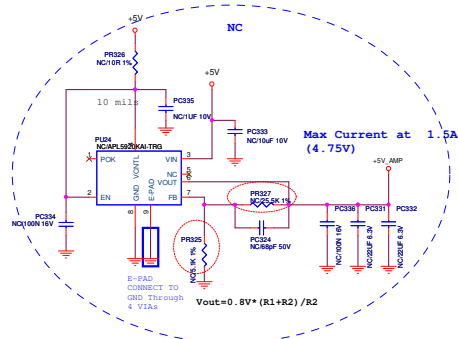 +5V
NC
PR326
NC/10R 1%
+5V
10 mils
PC335
NC/1UF 10V
PU24
NC/APL5920KAI-TRG
PC333
NC/10uF 10V
Max Current at 1.5A
(4.75V)
1
POK
VCNTL
VIN
3
NC
5
VOUT
6
+5V_AMP
2
EN
GND
E-PAD
FB
7
8
9
PR327
NC/25.5K 1%
PC334
NC/100N 16V
PR325
NC/5.1K 1%
PC324
NC/68pF 50V
PC336
NC/100N 16V
PC331
NC/22UF 6.3V
PC332
NC/22UF 6.3V
E-PAD
CONNECT TO
GND Through
4 VIAs
Vout=0.8V*(R1+R2)/R2